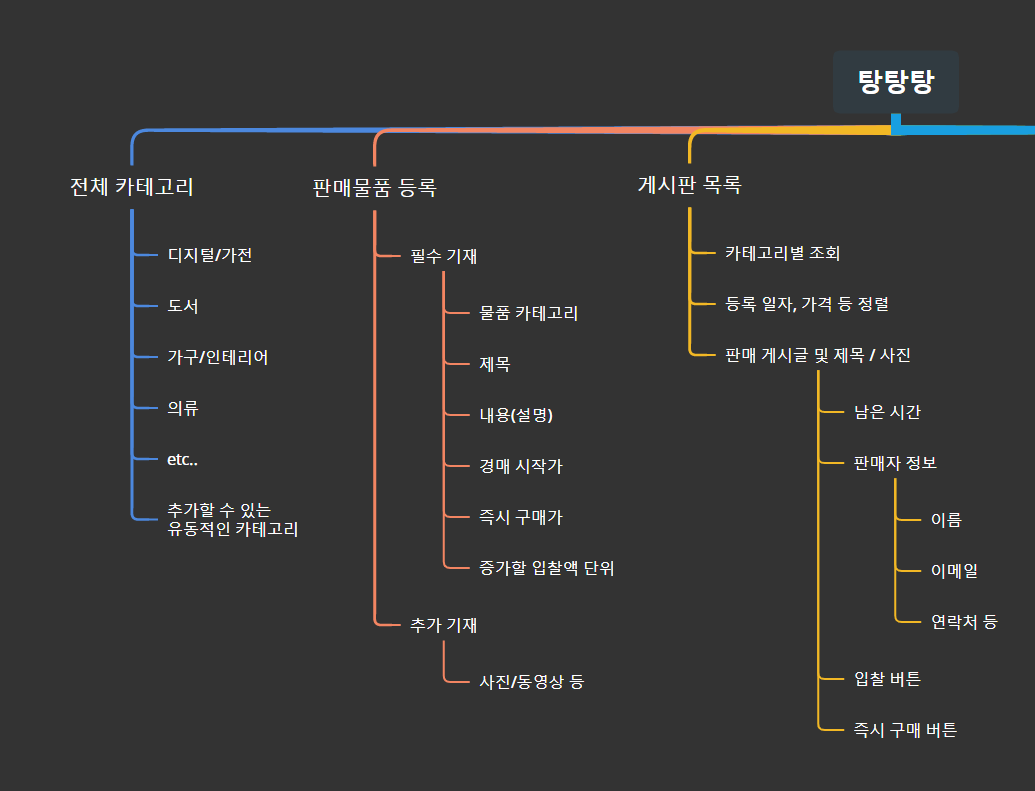 탕탕탕
전체 카테고리
디지털/가전
도서
가구/인테리어
의류
etc..
추가할 수 있는
유동적인 카테고리
판매물품 등록
필수 기재
물품 카테고리
제목
내용(설명)
경매 시작가
즉시 구매가
증가할 입찰액 단위
추가 기재
사진/동영상 등
게시판 목록
카테고리별 조회
등록 일자, 가격 등 정렬
판매 게시글 및 제목 / 사진
남은 시간
판매자 정보
이름
이메일
연락처 등
입찰 버튼
즉시 구매 버튼